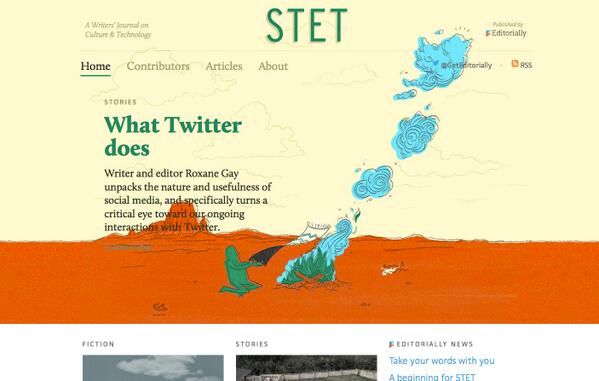 A Writers' Journal on
Culture & Technology
STET
Published by
Editorially
Home Contributors Articles About
@GetEditorially · RSS
STORIES
What Twitter
does
Writer and editor Roxane Gay
unpacks the nature and usefulness of
social media, and specifically turns a
critical eye toward our ongoing
interactions with Twitter.
FICTION
STORIES
EDITORIALLY NEWS
Take your words with you
A beginning for STET